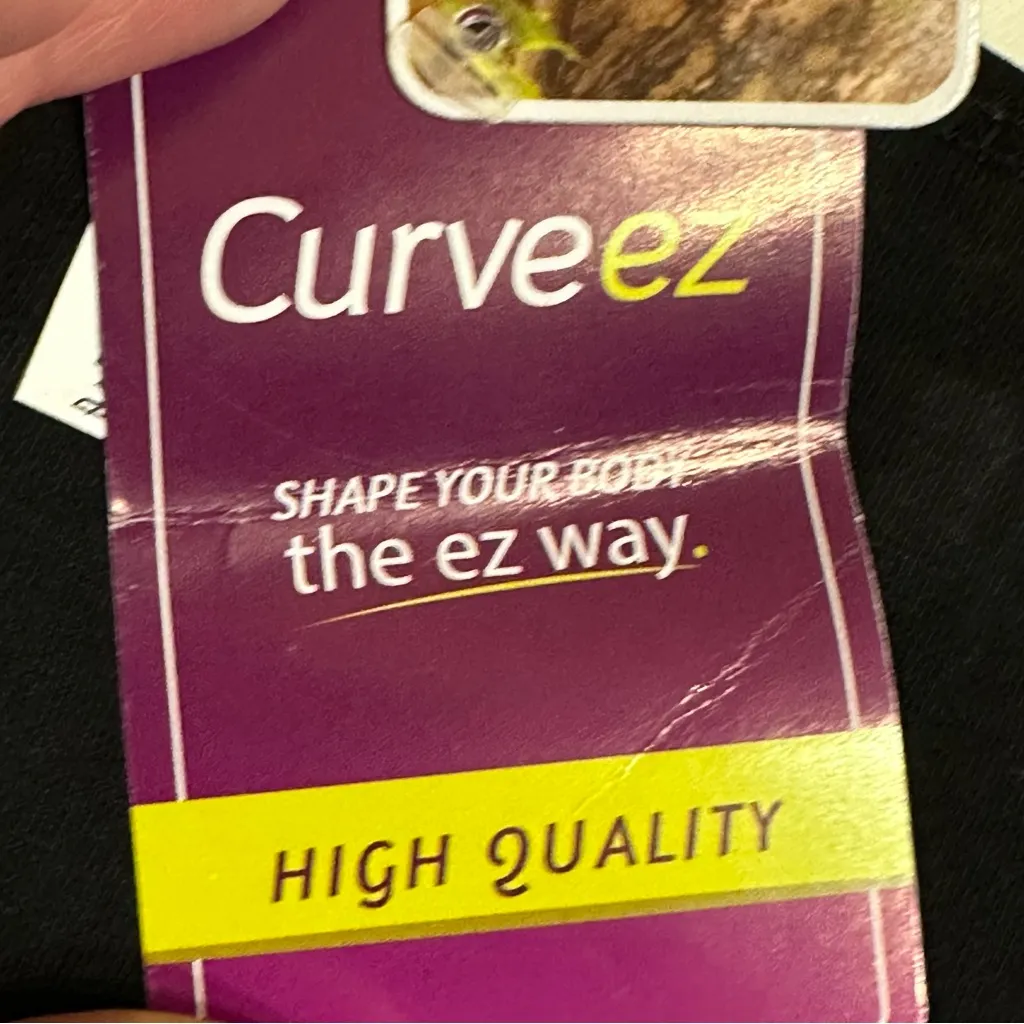 Curveez
SHAPE YOUR BODY
the ez way.
HIGH QUALITY